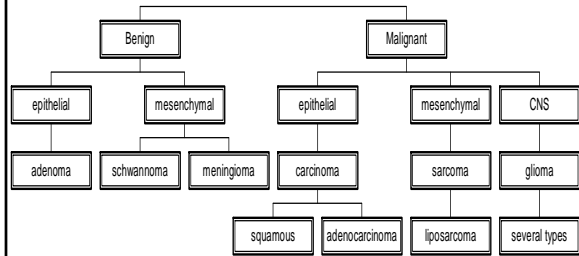 Benign Malignant
epithelial mesenchymal epithelial mesenchymal CNS
adenoma schwannoma meningioma carcinoma sarcoma glioma
squamous adenocarcinoma liposarcoma several types